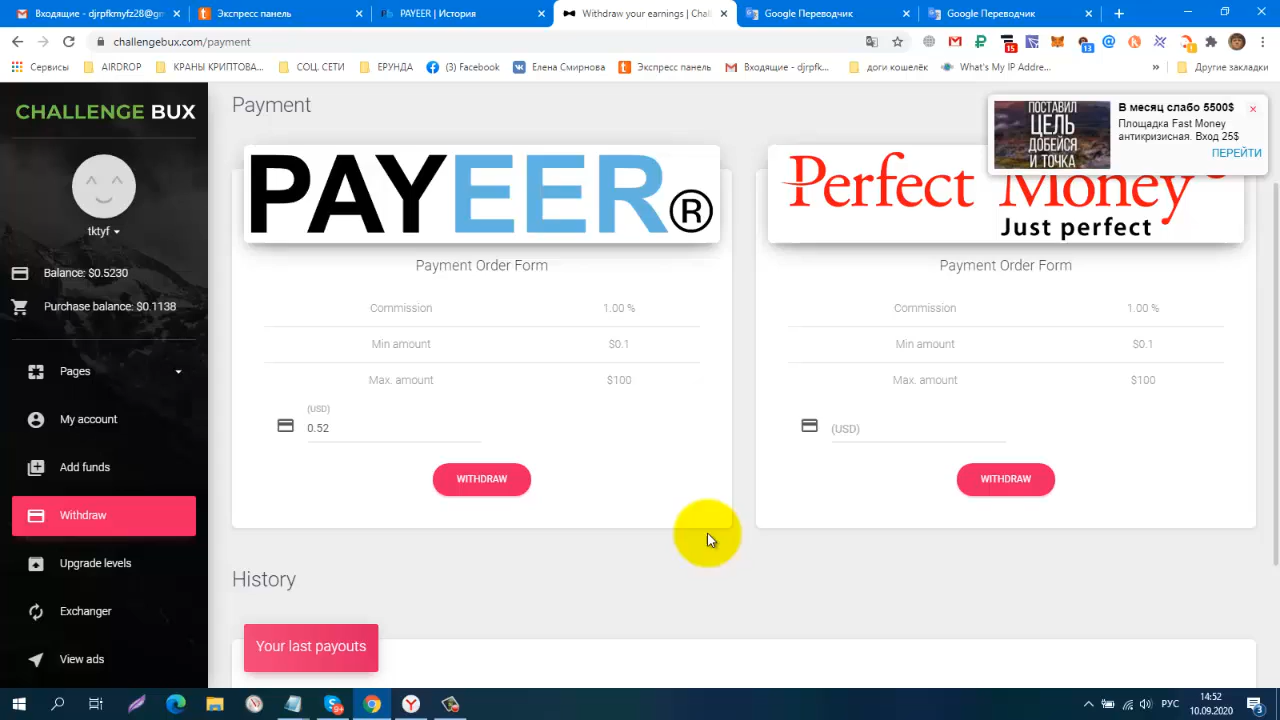 Входящие - djrpfkmyfz28@gm
Экспресс панель
PAYEER | История
Withdraw your earnings | Chall
Google Переводчик
Google Переводчик
challengebux.com/payment
15
13
1
Сервисы
AIRDROP
КРАНЫ КРИПТОВА...
СОЦ. СЕТИ
ЕРУНДА
(3) Facebook
Елена Смирнова
Экспресс панель
Входящие - djrpfk...
доги кошелёк
What's My IP Addre...
»
Другие закладки
CHALLENGE BUX
tktyf
Balance: $0.5230
Purchase balance: $0.1138
Pages
My account
Add funds
Withdraw
Upgrade levels
Exchanger
View ads
Payment
PAYEER®
Payment Order Form
Commission 1.00 %
Min amount $0.1
Max. amount $100
(USD)
0.52
WITHDRAW
Perfect Money
Just perfect
Payment Order Form
Commission 1.00 %
Min amount $0.1
Max. amount $100
(USD)
WITHDRAW
ПОСТАВИЛ
ЦЕЛЬ
ДОБЕЙСЯ
И ТОЧКА
В месяц слабо 5500$
Площадка Fast Money
антикризисная. Вход 25$
ПЕРЕЙТИ
History
Your last payouts
РУС
14:52
10.09.2020
3